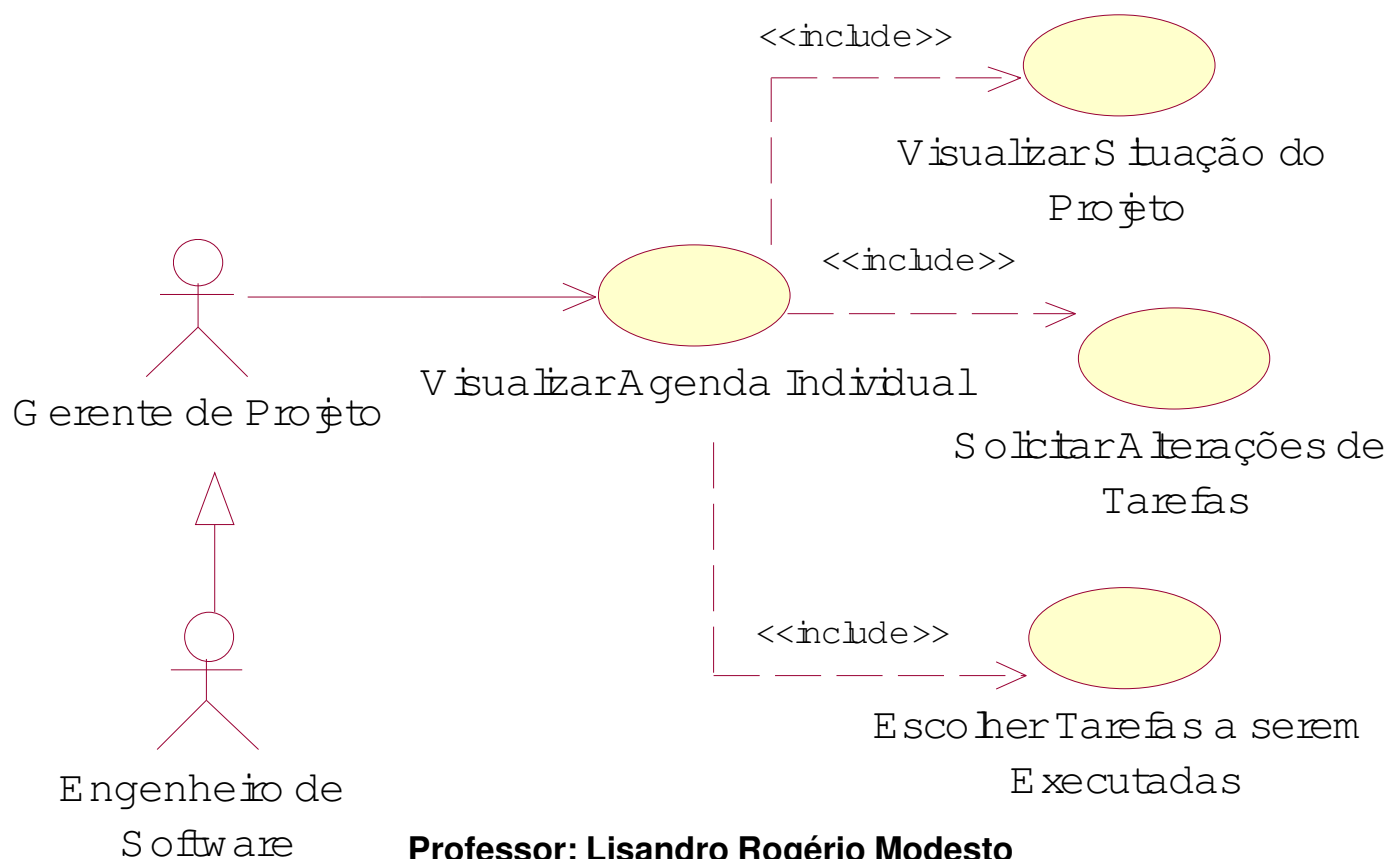 <<include>>
Visualizar Situação do
Projeto
<<include>>
Visualizar Agenda Individual
Gerente de Projeto
Solicitar Alterações de
Tarefas
<<include>>
Escolher Tarefas a serem
Executadas
Engenheiro de
Software
Professor: Lisandro Rogério Modesto